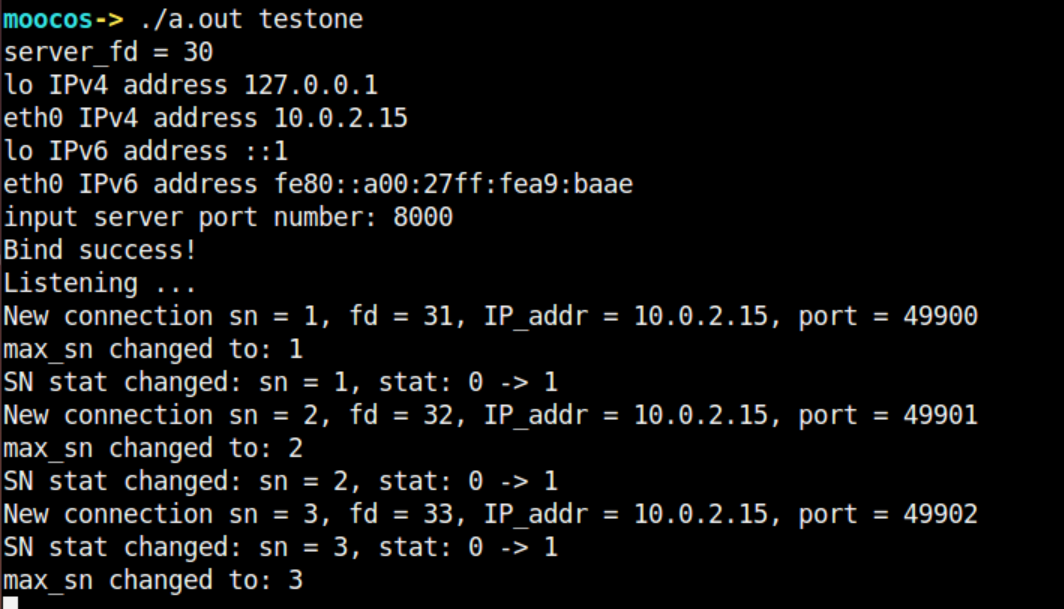 moocos-> ./a.out testone
server_fd = 30
lo IPv4 address 127.0.0.1
eth0 IPv4 address 10.0.2.15
lo IPv6 address ::1
eth0 IPv6 address fe80::a00:27ff:fea9:baae
input server port number: 8000
Bind success!
Listening ...
New connection sn = 1, fd = 31, IP_addr = 10.0.2.15, port = 49900
max_sn changed to: 1
SN stat changed: sn = 1, stat: 0 -> 1
New connection sn = 2, fd = 32, IP_addr = 10.0.2.15, port = 49901
max_sn changed to: 2
SN stat changed: sn = 2, stat: 0 -> 1
New connection sn = 3, fd = 33, IP_addr = 10.0.2.15, port = 49902
SN stat changed: sn = 3, stat: 0 -> 1
max_sn changed to: 3